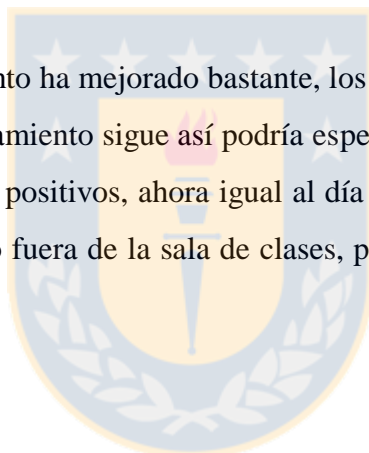 nto ha mejorado bastante, los
amiento sigue así podría espe
positivos, ahora igual al día
fuera de la sala de clases, p